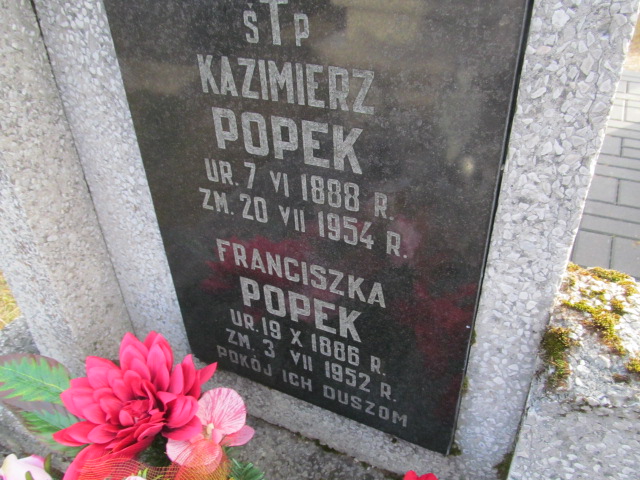 Ś†P
KAZIMIERZ
POPEK
UR. 7 VI 1888 R.
ZM. 20 VII 1954 R.
FRANCISZKA
POPEK
UR. 19 X 1886 R.
ZM. 3 VII 1952 R.
POKÓJ ICH DUSZOM